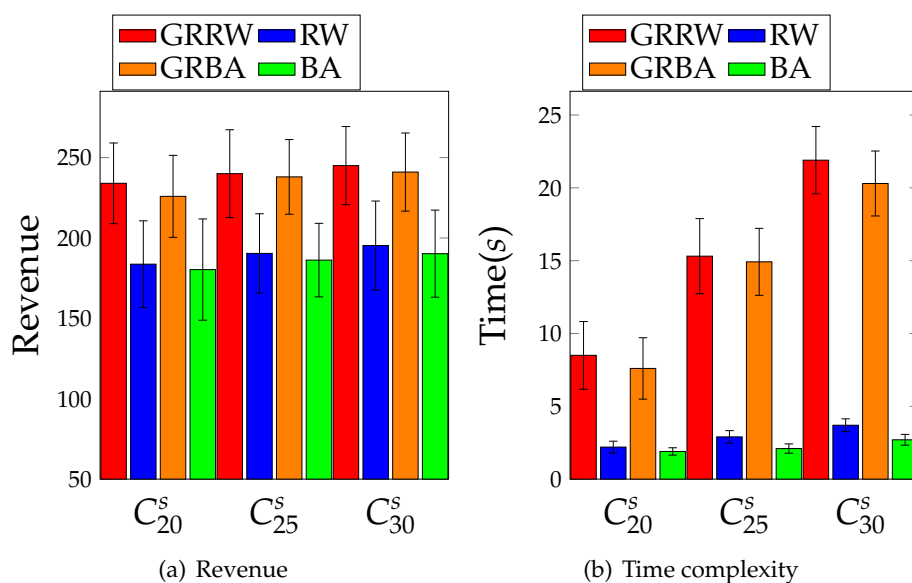 GRRW RW
GRBA BA
250
200
150
100
50
Revenue
C^s_20 C^s_25 C^s_30
(a) Revenue
GRRW RW
GRBA BA
25
20
15
10
5
0
Time(s)
C^s_20 C^s_25 C^s_30
(b) Time complexity